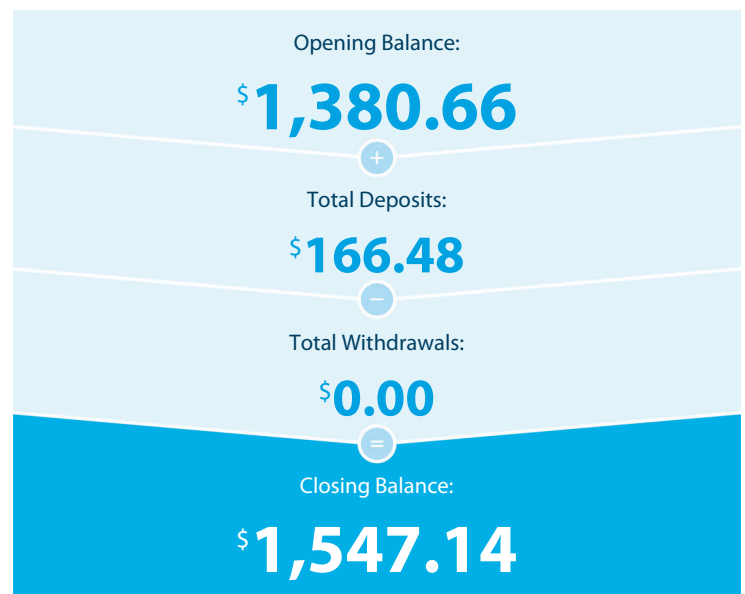 Opening Balance:
$1,380.66
+
Total Deposits:
$166.48
−
Total Withdrawals:
$0.00
=
Closing Balance:
$1,547.14